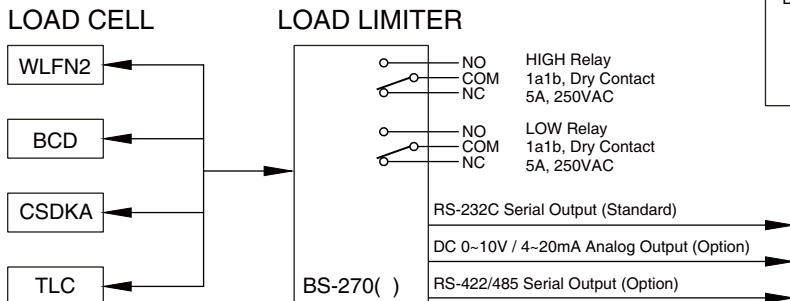 LOAD CELL
LOAD LIMITER
WLFN2
BCD
CSDKA
TLC
NO
COM
NC
HIGH Relay
1a1b, Dry Contact
5A, 250VAC
NO
COM
NC
LOW Relay
1a1b, Dry Contact
5A, 250VAC
RS-232C Serial Output (Standard)
DC 0~10V / 4~20mA Analog Output (Option)
BS-270( )
RS-422/485 Serial Output (Option)